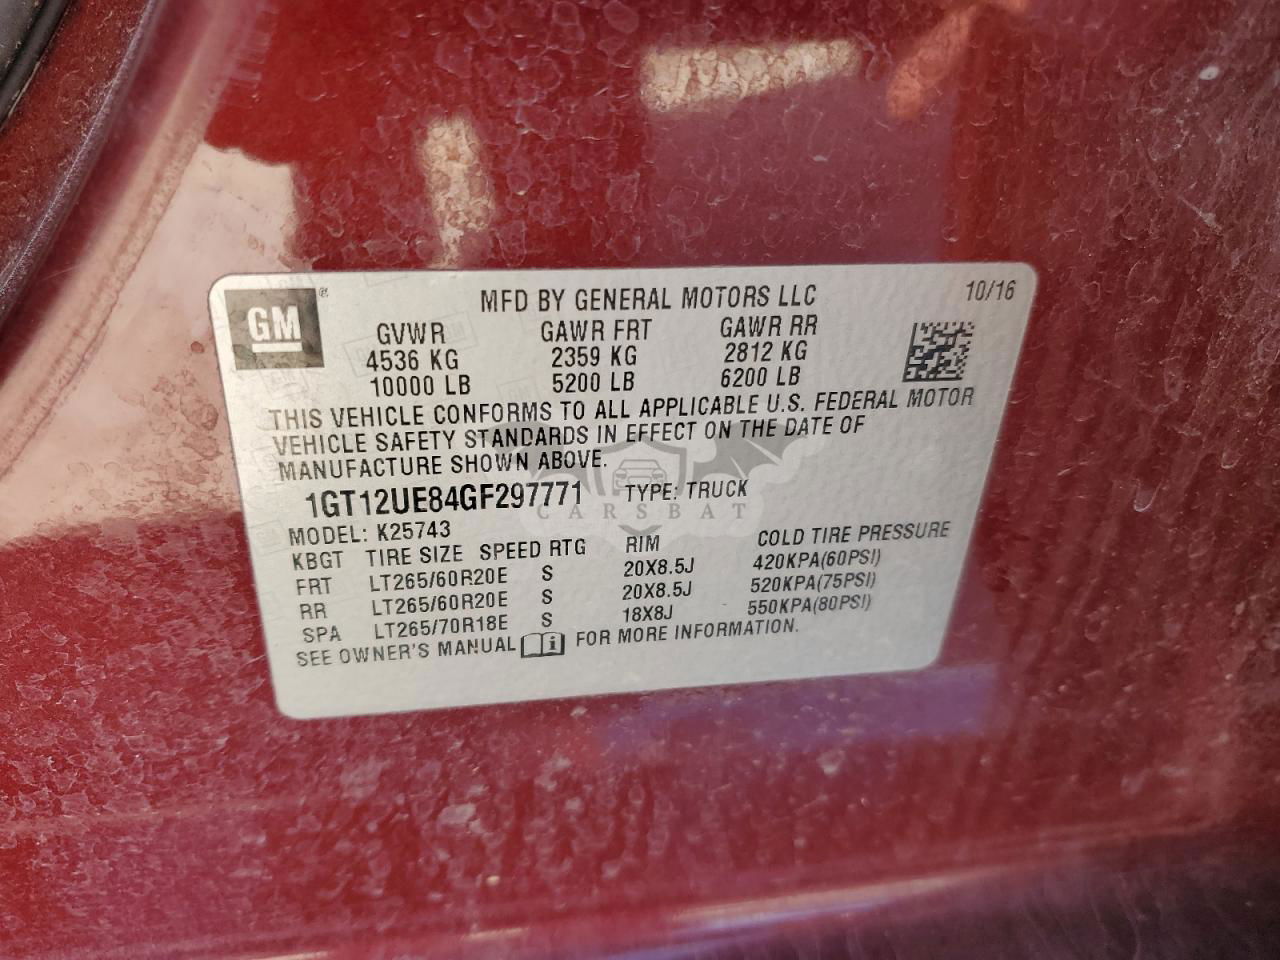 GM®
MFD BY GENERAL MOTORS LLC
10/16
GVWR GAWR FRT GAWR RR
4536 KG 2359 KG 2812 KG
10000 LB 5200 LB 6200 LB
THIS VEHICLE CONFORMS TO ALL APPLICABLE U.S. FEDERAL MOTOR
VEHICLE SAFETY STANDARDS IN EFFECT ON THE DATE OF
MANUFACTURE SHOWN ABOVE.
1GT12UE84GF297771 TYPE: TRUCK
CARSBAT
MODEL: K25743
KBGT TIRE SIZE SPEED RTG RIM COLD TIRE PRESSURE
FRT LT265/60R20E S 20X8.5J 420KPA(60PSI)
RR LT265/60R20E S 20X8.5J 520KPA(75PSI)
SPA LT265/70R18E S 18X8J 550KPA(80PSI)
SEE OWNER'S MANUAL i FOR MORE INFORMATION.